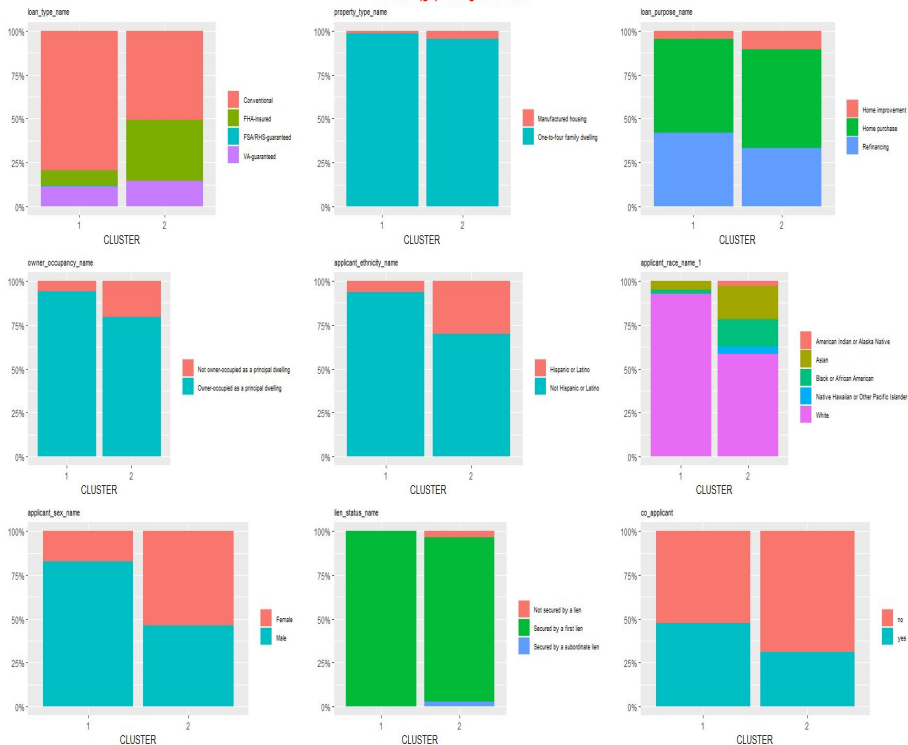 loan_type_name
100%
75%
50%
25%
0%
1
2
CLUSTER
Conventional
FHA-insured
FSA/RHS-guaranteed
VA-guaranteed
property_type_name
100%
75%
50%
25%
0%
1
2
CLUSTER
Manufactured housing
One-to-four family dwelling
loan_purpose_name
100%
75%
50%
25%
0%
1
2
CLUSTER
Home improvement
Home purchase
Refinancing
owner_occupancy_name
100%
75%
50%
25%
0%
1
2
CLUSTER
Not owner-occupied as a principal dwelling
Owner-occupied as a principal dwelling
applicant_ethnicity_name
100%
75%
50%
25%
0%
1
2
CLUSTER
Hispanic or Latino
Not Hispanic or Latino
applicant_race_name_1
100%
75%
50%
25%
0%
1
2
CLUSTER
American Indian or Alaska Native
Asian
Black or African American
Native Hawaiian or Other Pacific Islander
White
applicant_sex_name
100%
75%
50%
25%
0%
1
2
CLUSTER
Female
Male
lien_status_name
100%
75%
50%
25%
0%
1
2
CLUSTER
Not secured by a lien
Secured by a first lien
Secured by a subordinate lien
co_applicant
100%
75%
50%
25%
0%
1
2
CLUSTER
no
yes